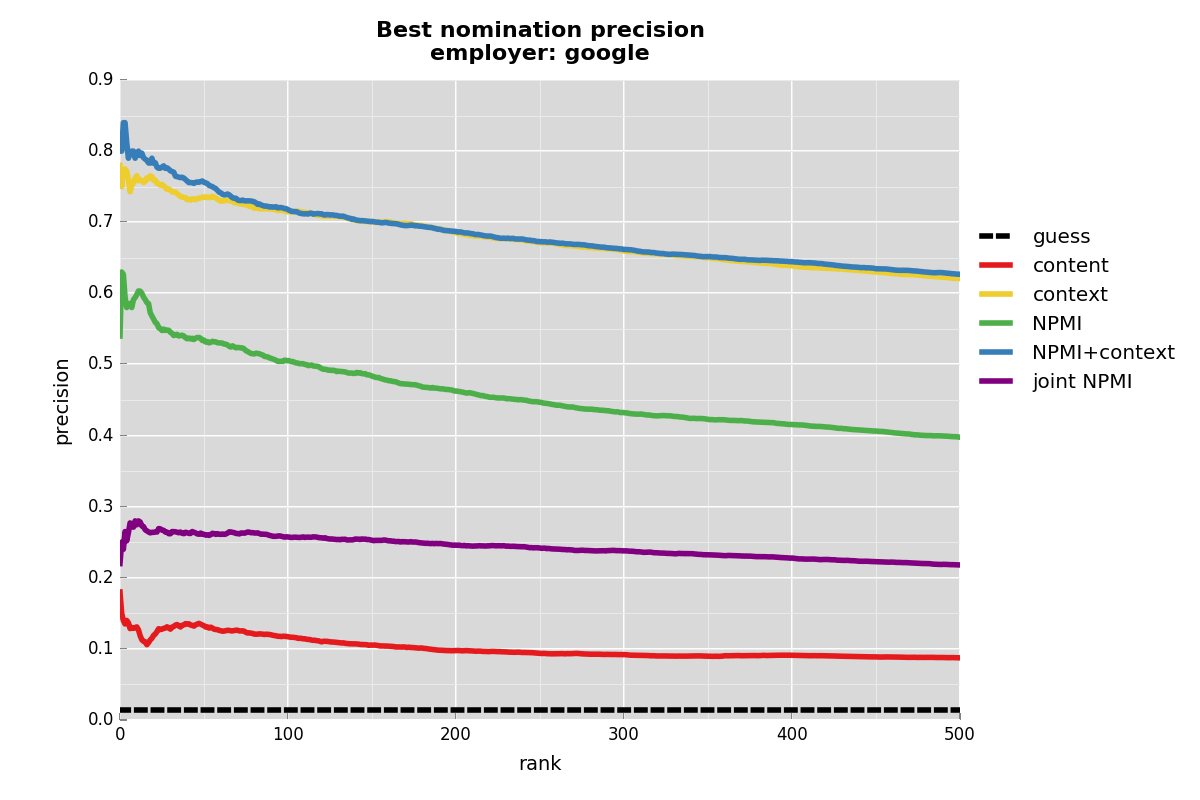 Best nomination precision
employer: google
precision
0.9
0.8
0.7
0.6
0.5
0.4
0.3
0.2
0.1
0.0
0 100 200 300 400 500
rank
guess
content
context
NPMI
NPMI+context
joint NPMI